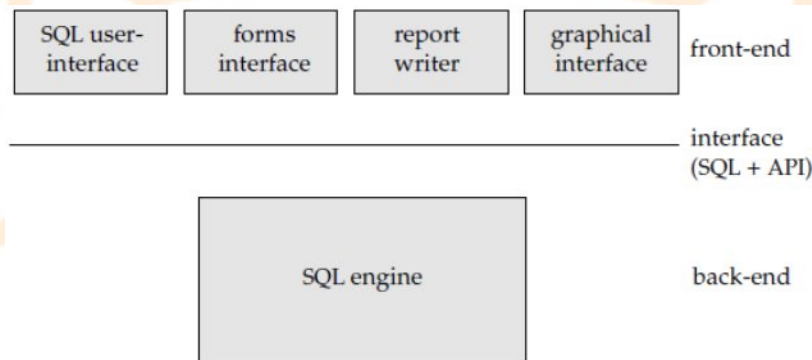 SQL user-
interface
forms
interface
report
writer
graphical
interface
front-end
interface
(SQL + API)
SQL engine
back-end